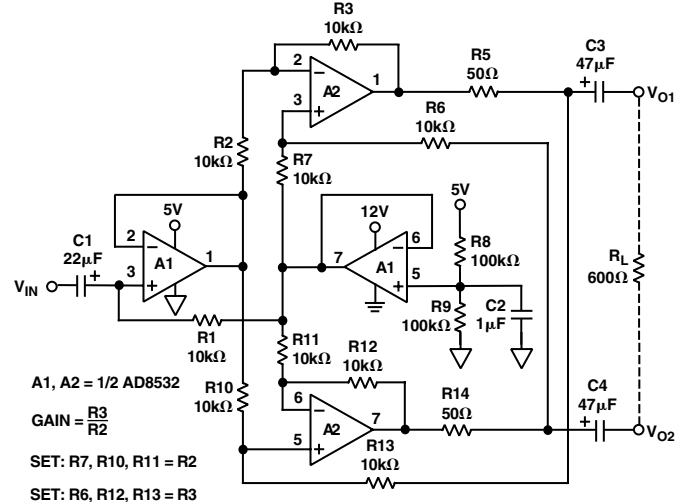 R3
10kΩ
2
A2
1
3
R5
50Ω
C3
47µF
VO1
R6
10kΩ
R2
10kΩ
R7
10kΩ
5V
12V
5V
C1
22µF
2
A1
1
3
VIN
7
A1
6
5
R8
100kΩ
R9
100kΩ
C2
1µF
RL
600Ω
R1
10kΩ
R11
10kΩ
R12
10kΩ
R10
10kΩ
6
A2
7
5
R14
50Ω
C4
47µF
VO2
R13
10kΩ
A1, A2 = 1/2 AD8532
GAIN = R3
R2
SET: R7, R10, R11 = R2
SET: R6, R12, R13 = R3